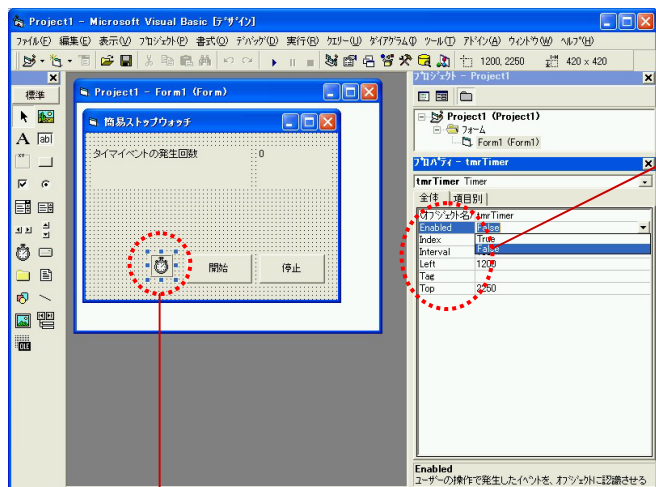 Project1 - Microsoft Visual Basic [ﾃﾞｻﾞｲﾝ]
ﾌｧｲﾙ(F) 編集(E) 表示(V) ﾌﾟﾛｼﾞｪｸﾄ(P) 書式(O) ﾃﾞﾊﾞｯｸﾞ(D) 実行(R) ｸｴﾘｰ(U) ﾀﾞｲｱｸﾞﾗﾑ(I) ﾂｰﾙ(T) ｱﾄﾞｲﾝ(A) ｳｨﾝﾄﾞｳ(W) ﾍﾙﾌﾟ(H)
1200, 2250 420 x 420
標準
Project1 - Form1 (Form)
簡易ストップウォッチ
タイマイベントの発生回数 0
開始 停止
ﾌﾟﾛｼﾞｪｸﾄ - Project1
Project1 (Project1)
ﾌｫｰﾑ
Form1 (Form1)
ﾌﾟﾛﾊﾟﾃｨ - tmrTimer
tmrTimer Timer
全体 項目別
tmrTimer
Enabled False
Index True
Interval False
Left 1200
Tag
Top 2250
Enabled
ﾕｰｻﾞｰの操作で発生したｲﾍﾞﾝﾄを、ｵﾌﾞｼﾞｪｸﾄに認識させる